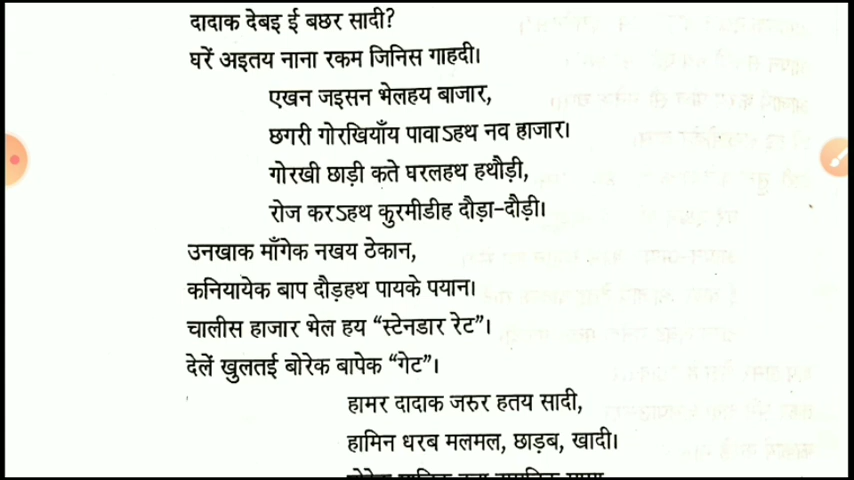 दादाक देबइ ई बछर सादी?
घरें अइतय नाना रकम जिनिस गाहदी।
एखन जइसन भेलहय बाजार,
छगरी गोरखियाँय पावाऽहथ नव हाजार।
गोरखी छाड़ी कते घरलहथ हथौड़ी,
रोज करऽहथ कुरमीडीह दौड़ा-दौड़ी।
उनखाक माँगेक नखय ठेकान,
कनियायेक बाप दौड़हथ पायके पयान।
चालीस हाजार भेल हय “स्टेनडार रेट”।
देलें खुलतई बोरेक बापेक “गेट”।
हामर दादाक जरुर हतय सादी,
हामिन धरब मलमल, छाड़ब, खादी।